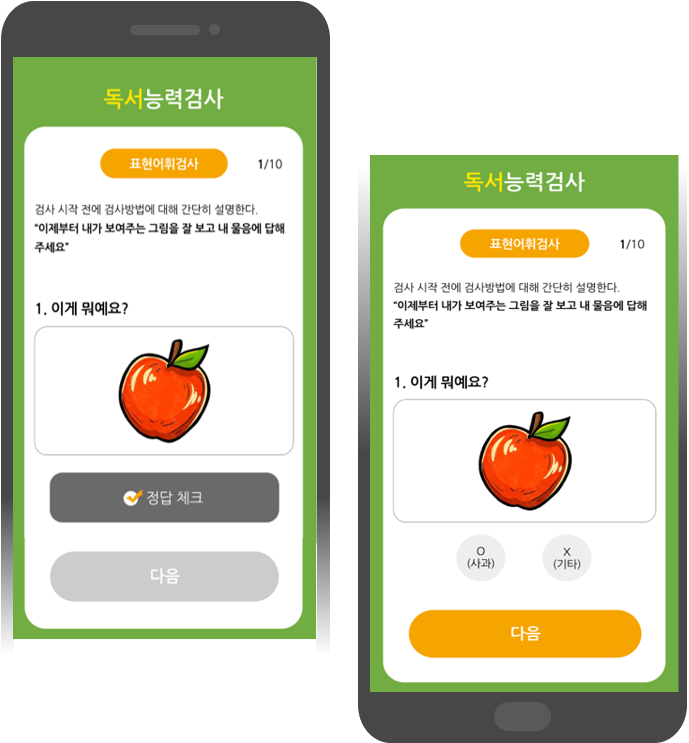 독서능력검사
표현어휘검사
1/10
검사 시작 전에 검사방법에 대해 간단히 설명한다.
“이제부터 내가 보여주는 그림을 잘 보고 내 물음에 답해
주세요”
1. 이게 뭐예요?
정답 체크
다음
독서능력검사
표현어휘검사
1/10
검사 시작 전에 검사방법에 대해 간단히 설명한다.
“이제부터 내가 보여주는 그림을 잘 보고 내 물음에 답해
주세요”
1. 이게 뭐예요?
O
(사과)
X
(기타)
다음